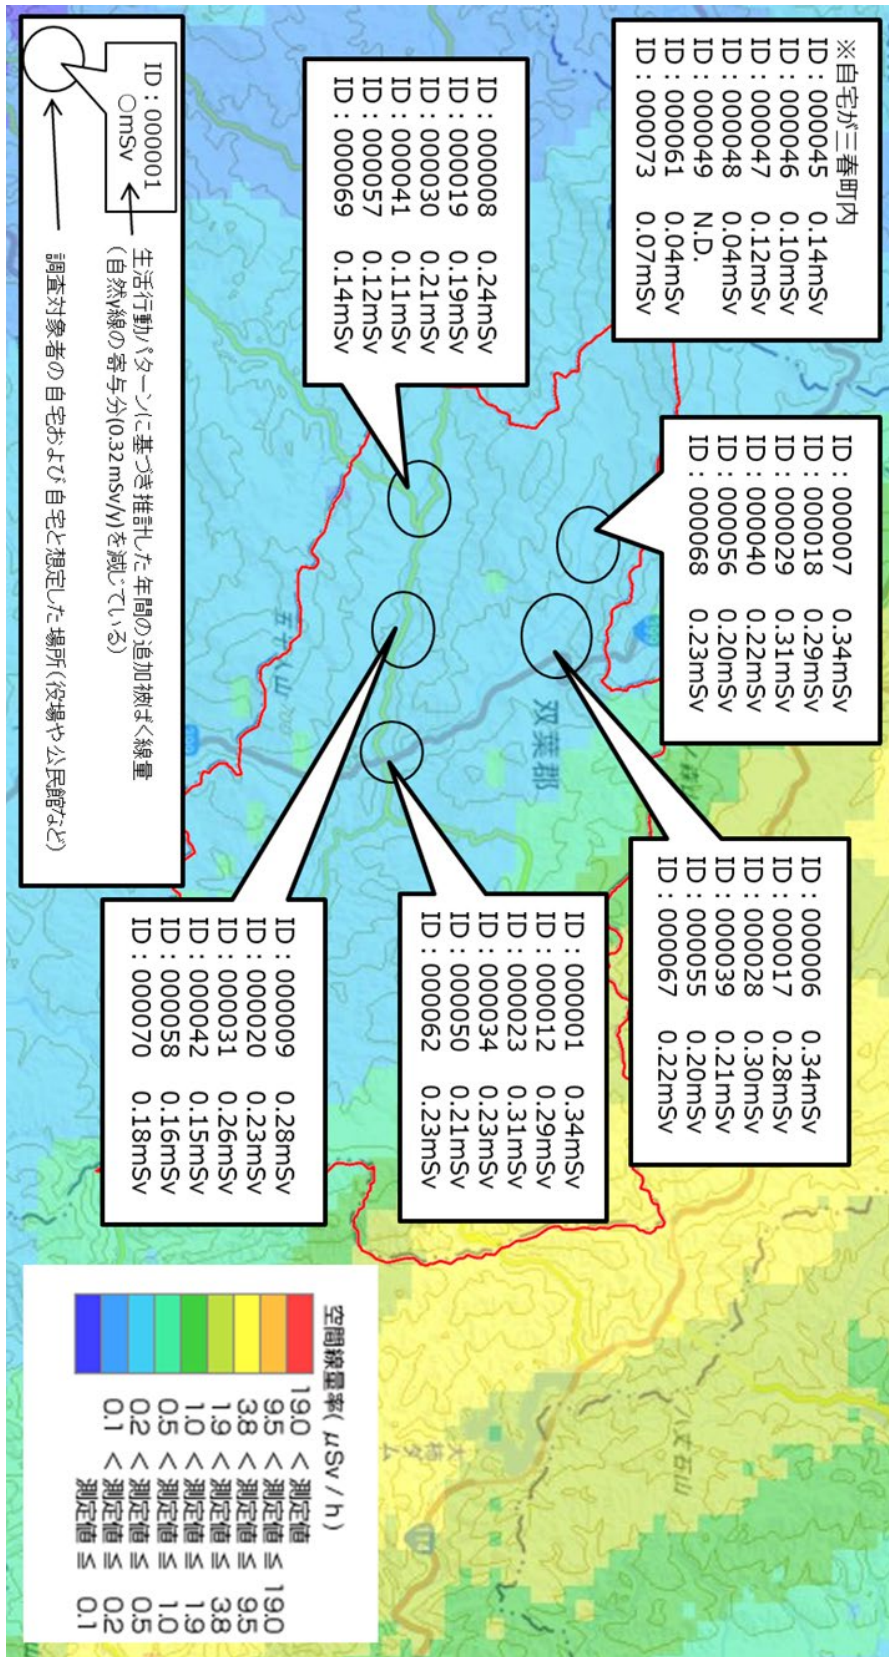 ※自宅が三春町内
ID：000045 0.14mSv
ID：000046 0.10mSv
ID：000047 0.12mSv
ID：000048 0.04mSv
ID：000049 N.D.
ID：000061 0.04mSv
ID：000073 0.07mSv
ID：000007 0.34mSv
ID：000018 0.29mSv
ID：000029 0.31mSv
ID：000040 0.22mSv
ID：000056 0.20mSv
ID：000068 0.23mSv
ID：000006 0.34mSv
ID：000017 0.28mSv
ID：000028 0.30mSv
ID：000039 0.21mSv
ID：000055 0.20mSv
ID：000067 0.22mSv
ID：000008 0.24mSv
ID：000019 0.19mSv
ID：000030 0.21mSv
ID：000041 0.11mSv
ID：000057 0.12mSv
ID：000069 0.14mSv
ID：000001 0.34mSv
ID：000012 0.29mSv
ID：000023 0.31mSv
ID：000034 0.23mSv
ID：000050 0.21mSv
ID：000062 0.23mSv
ID：000009 0.28mSv
ID：000020 0.23mSv
ID：000031 0.26mSv
ID：000042 0.15mSv
ID：000058 0.16mSv
ID：000070 0.18mSv
双葉郡
八丈石山
大柿ダム
399
399
114
ID：000001
○mSv
生活行動パターンに基づき推計した年間の追加被ばく線量
（自然γ線の寄与分(0.32mSv/y)を減じている）
調査対象者の自宅および自宅と想定した場所（役場や公民館など）
空間線量率( μSv / h )
19.0 < 測定値
9.5 < 測定値 ≤ 19.0
3.8 < 測定値 ≤ 9.5
1.9 < 測定値 ≤ 3.8
1.0 < 測定値 ≤ 1.9
0.5 < 測定値 ≤ 1.0
0.2 < 測定値 ≤ 0.5
0.1 < 測定値 ≤ 0.2
測定値 ≤ 0.1